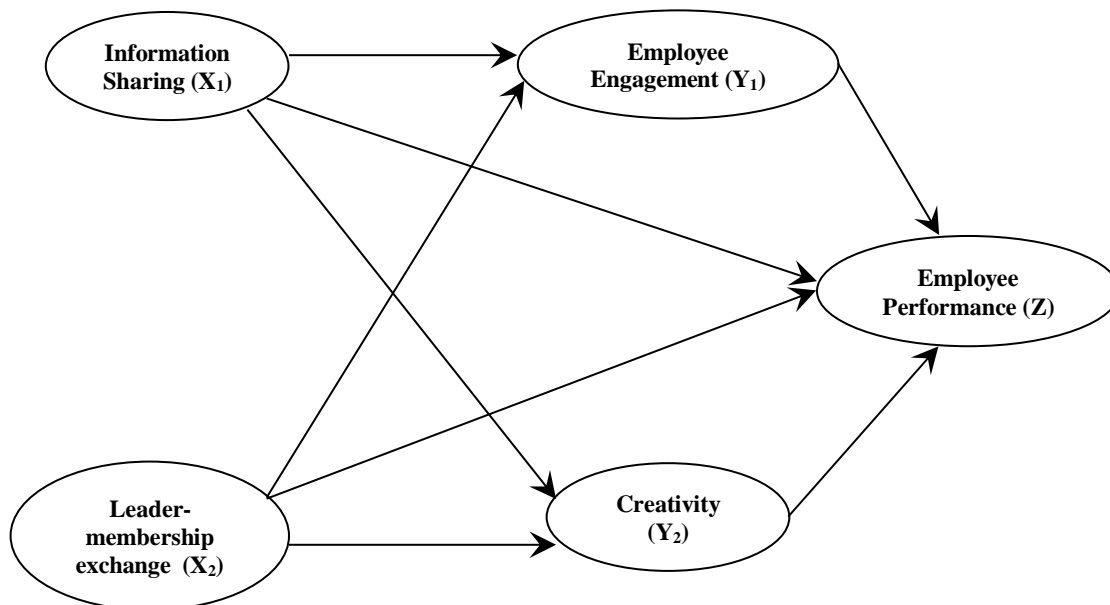 Information
Sharing (X₁)
Employee
Engagement (Y₁)
Employee
Performance (Z)
Leader-
membership
exchange (X₂)
Creativity
(Y₂)